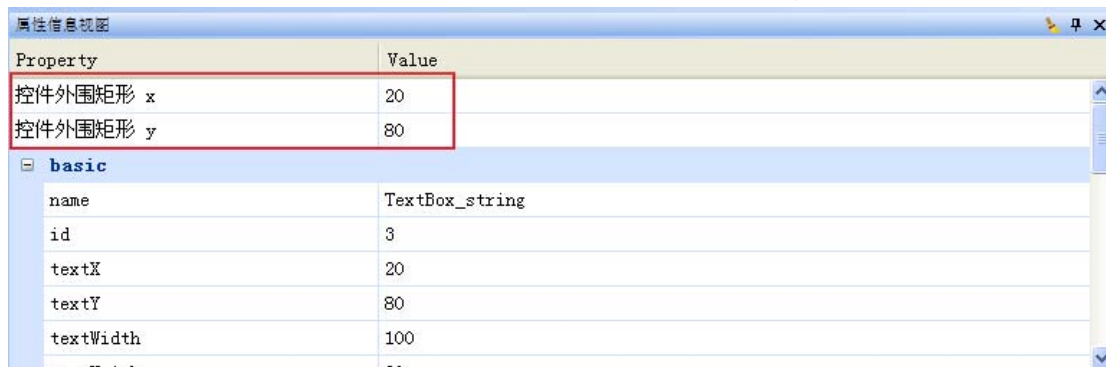 属性信息视图
Property Value
控件外围矩形 x 20
控件外围矩形 y 80
basic
name TextBox_string
id 3
textX 20
textY 80
textWidth 100